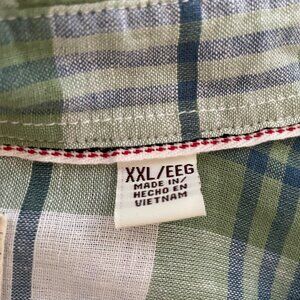 XXL/EEG
MADE IN/
HECHO EN
VIETNAM